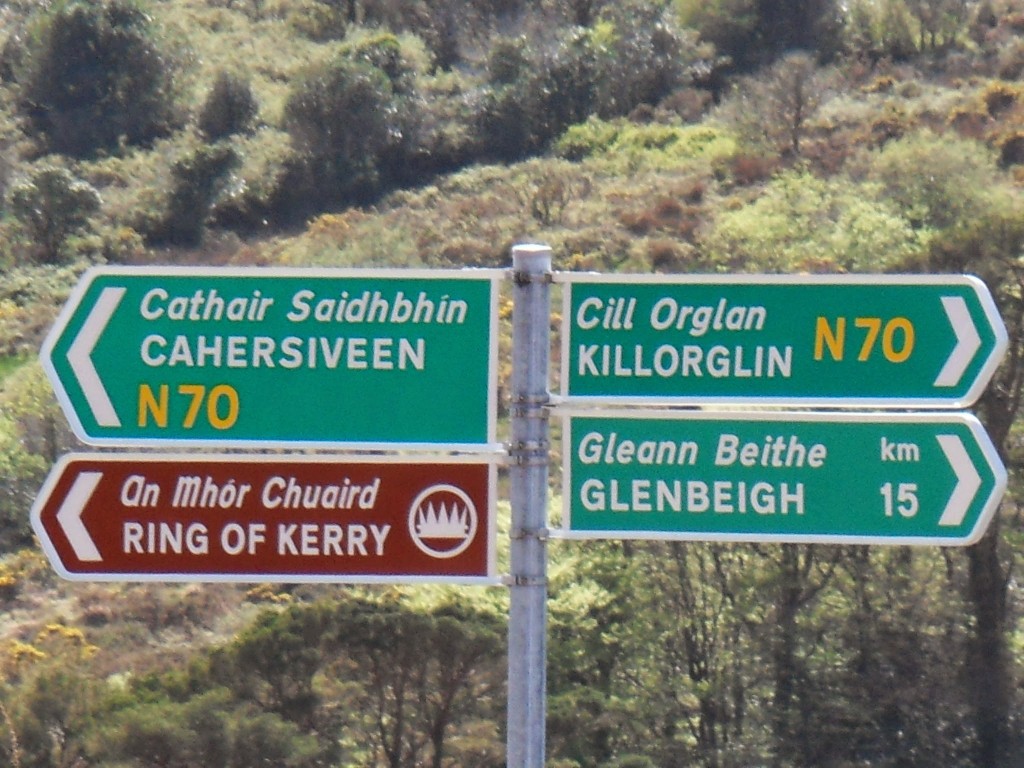 Cathair Saidhbhín
CAHERSIVEEN
N70
An Mhór Chuaird
RING OF KERRY
Cill Orglan
KILLORGLIN N70
Gleann Beithe km
GLENBEIGH 15